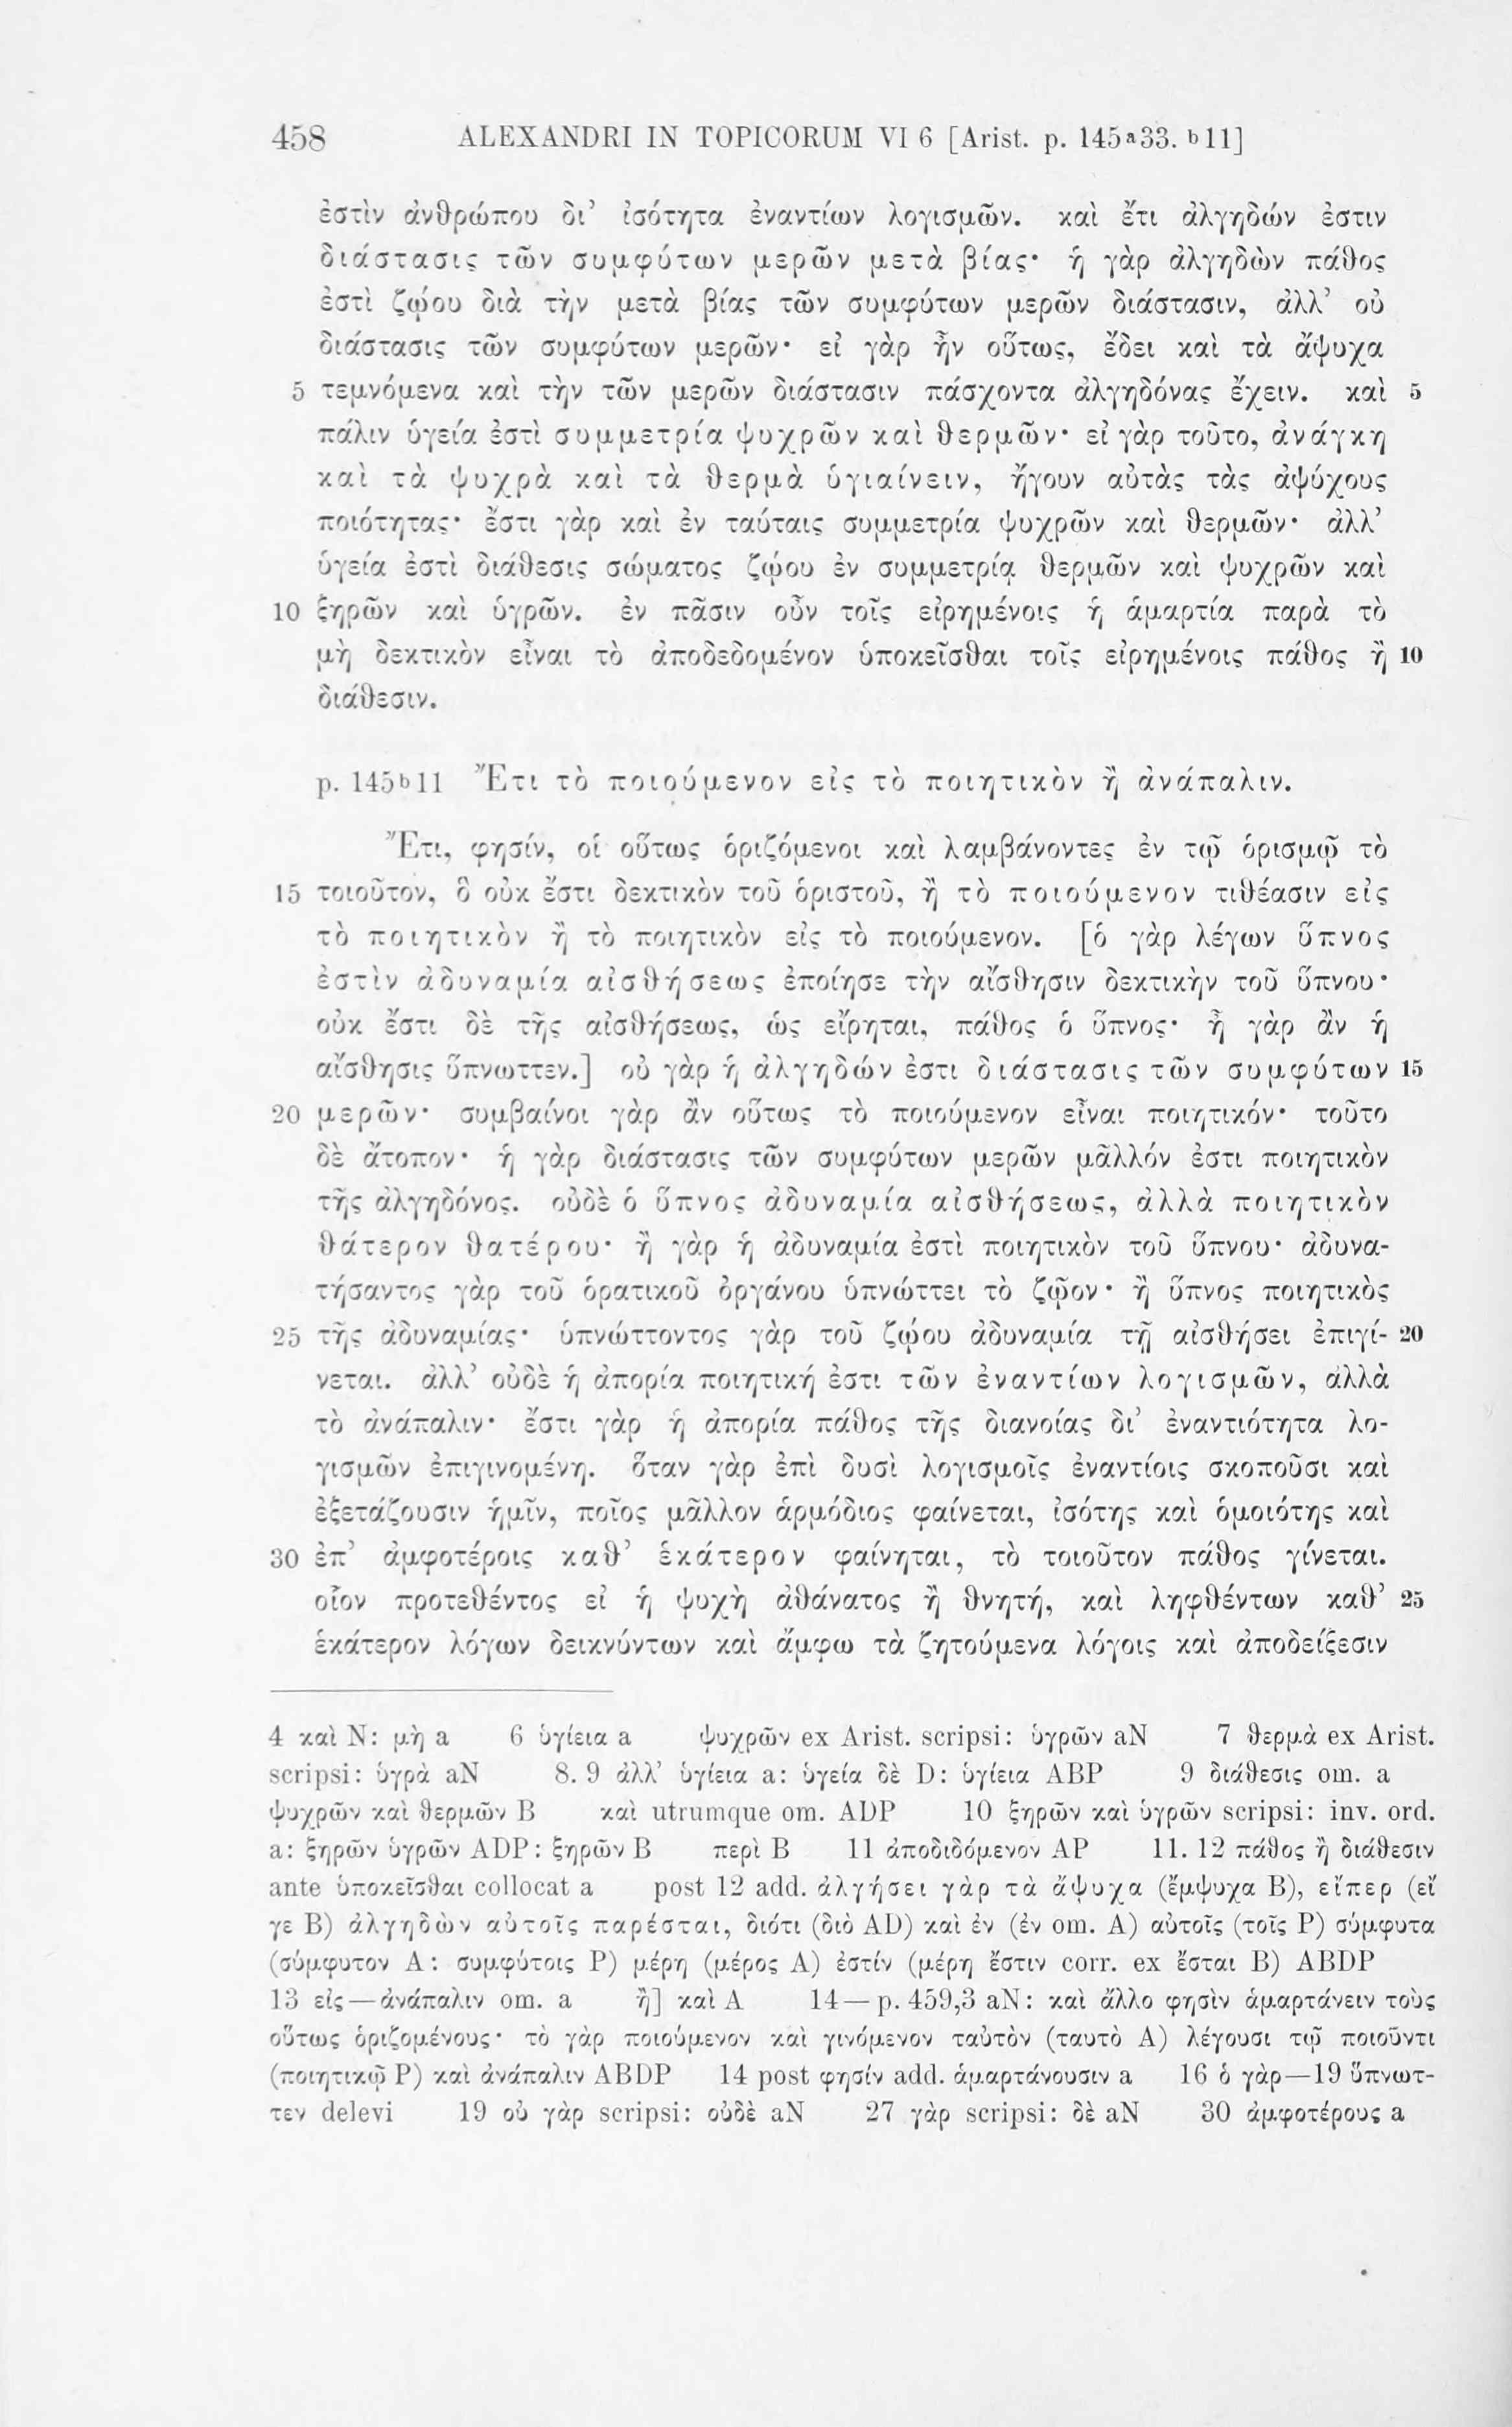 458 ALEXANDRI IN TOPICORUM VI 6 [Arist. p. 145a33. b11]
ἐστὶν ἀνθρώπου δι’ ἰσότητα ἐναντίων λογισμῶν. καὶ ἔτι ἀλγηδών ἐστιν
διάστασις τῶν συμφύτων μερῶν μετὰ βίας· ἡ γὰρ ἀλγηδὼν πάθος
ἐστὶ ζῴου διὰ τὴν μετὰ βίας τῶν συμφύτων μερῶν διάστασιν, ἀλλ’ οὐ
διάστασις τῶν συμφύτων μερῶν· εἰ γὰρ ἦν οὕτως, ἔδει καὶ τὰ ἄψυχα
5 τεμνόμενα καὶ τὴν τῶν μερῶν διάστασιν πάσχοντα ἀλγηδόνας ἔχειν. καὶ 5
πάλιν ὑγεία ἐστὶ συμμετρία ψυχρῶν καὶ θερμῶν· εἰ γὰρ τοῦτο, ἀνάγκη
καὶ τὰ ψυχρὰ καὶ τὰ θερμὰ ὑγιαίνειν, ἤγουν αὐτὰς τὰς ἀψύχους
ποιότητας· ἔστι γὰρ καὶ ἐν ταύταις συμμετρία ψυχρῶν καὶ θερμῶν· ἀλλ’
ὑγεία ἐστὶ διάθεσις σώματος ζῴου ἐν συμμετρίᾳ θερμῶν καὶ ψυχρῶν καὶ
10 ξηρῶν καὶ ὑγρῶν. ἐν πᾶσιν οὖν τοῖς εἰρημένοις ἡ ἁμαρτία παρὰ τὸ
μὴ δεκτικὸν εἶναι τὸ ἀποδεδομένον ὑποκεῖσθαι τοῖς εἰρημένοις πάθος ἢ 10
διάθεσιν.
p. 145b11 Ἔτι τὸ ποιούμενον εἰς τὸ ποιητικὸν ἢ ἀνάπαλιν.
Ἔτι, φησίν, οἱ οὕτως ὁριζόμενοι καὶ λαμβάνοντες ἐν τῷ ὁρισμῷ τὸ
15 τοιοῦτον, ὃ οὐκ ἔστι δεκτικὸν τοῦ ὁριστοῦ, ἢ τὸ ποιούμενον τιθέασιν εἰς
τὸ ποιητικὸν ἢ τὸ ποιητικὸν εἰς τὸ ποιούμενον. [ὁ γὰρ λέγων ὕπνος
ἐστὶν ἀδυναμία αἰσθήσεως ἐποίησε τὴν αἴσθησιν δεκτικὴν τοῦ ὕπνου·
οὐκ ἔστι δὲ τῆς αἰσθήσεως, ὡς εἴρηται, πάθος ὁ ὕπνος· ἦ γὰρ ἂν ἡ
αἴσθησις ὕπνωττεν.] οὐ γὰρ ἡ ἀλγηδών ἐστι διάστασις τῶν συμφύτων 15
20 μερῶν· συμβαίνοι γὰρ ἂν οὕτως τὸ ποιούμενον εἶναι ποιητικόν· τοῦτο
δὲ ἄτοπον· ἡ γὰρ διάστασις τῶν συμφύτων μερῶν μᾶλλόν ἐστι ποιητικὸν
τῆς ἀλγηδόνος. οὐδὲ ὁ ὕπνος ἀδυναμία αἰσθήσεως, ἀλλὰ ποιητικὸν
θάτερον θατέρου· ἢ γὰρ ἡ ἀδυναμία ἐστὶ ποιητικὸν τοῦ ὕπνου· ἀδυνα-
τήσαντος γὰρ τοῦ ὁρατικοῦ ὀργάνου ὑπνώττει τὸ ζῷον· ἢ ὕπνος ποιητικὸς
25 τῆς ἀδυναμίας· ὑπνώττοντος γὰρ τοῦ ζῴου ἀδυναμία τῇ αἰσθήσει ἐπιγί- 20
νεται. ἀλλ’ οὐδὲ ἡ ἀπορία ποιητική ἐστι τῶν ἐναντίων λογισμῶν, ἀλλὰ
τὸ ἀνάπαλιν· ἔστι γὰρ ἡ ἀπορία πάθος τῆς διανοίας δι’ ἐναντιότητα λο-
γισμῶν ἐπιγινομένη. ὅταν γὰρ ἐπὶ δυσὶ λογισμοῖς ἐναντίοις σκοποῦσι καὶ
ἐξετάζουσιν ἡμῖν, ποῖος μᾶλλον ἁρμόδιος φαίνεται, ἰσότης καὶ ὁμοιότης καὶ
30 ἐπ’ ἀμφοτέροις καθ’ ἑκάτερον φαίνηται, τὸ τοιοῦτον πάθος γίνεται.
οἷον προτεθέντος εἰ ἡ ψυχὴ ἀθάνατος ἢ θνητή, καὶ ληφθέντων καθ’ 25
ἑκάτερον λόγων δεικνύντων καὶ ἄμφω τὰ ζητούμενα λόγοις καὶ ἀποδείξεσιν
4 καὶ N: μὴ a 6 ὑγίεια a ψυχρῶν ex Arist. scripsi: ὑγρῶν aN 7 θερμὰ ex Arist.
scripsi: ὑγρὰ aN 8. 9 ἀλλ’ ὑγίεια a: ὑγεία δὲ D: ὑγίεια ABP 9 διάθεσις om. a
ψυχρῶν καὶ θερμῶν B καὶ utrumque om. ADP 10 ξηρῶν καὶ ὑγρῶν scripsi: inv. ord.
a: ξηρῶν ὑγρῶν ADP: ξηρῶν B περὶ B 11 ἀποδιδόμενον AP 11. 12 πάθος ἢ διάθεσιν
ante ὑποκεῖσθαι collocat a post 12 add. ἀλγήσει γὰρ τὰ ἄψυχα (ἔμψυχα B), εἴπερ (εἴ
γε B) ἀλγηδὼν αὐτοῖς παρέσται, διότι (διὸ AD) καὶ ἐν (ἐν om. A) αὐτοῖς (τοῖς P) σύμφυτα
(σύμφυτον A: συμφύτοις P) μέρη (μέρος A) ἐστίν (μέρη ἔστιν corr. ex ἔσται B) ABDP
13 εἰς—ἀνάπαλιν om. a ἢ] καὶ A 14—p. 459,3 aN: καὶ ἄλλο φησὶν ἁμαρτάνειν τοὺς
οὕτως ὁριζομένους· τὸ γὰρ ποιούμενον καὶ γινόμενον ταὐτὸν (ταυτὸ A) λέγουσι τῷ ποιοῦντι
(ποιητικῷ P) καὶ ἀνάπαλιν ABDP 14 post φησίν add. ἁμαρτάνουσιν a 16 ὁ γὰρ—19 ὕπνωτ-
τεν delevi 19 οὐ γὰρ scripsi: οὐδὲ aN 27 γὰρ scripsi: δὲ aN 30 ἀμφοτέρους a